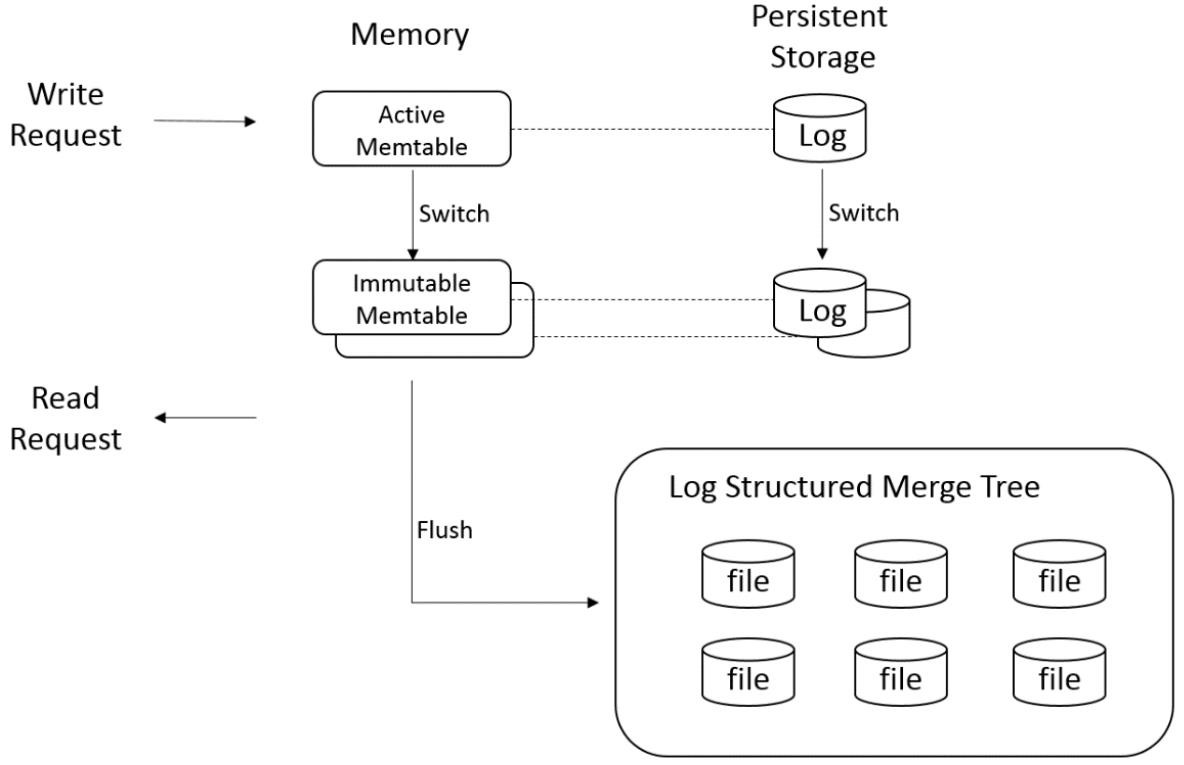 Memory
Persistent
Storage
Write
Request
Active
Memtable
Log
Switch
Switch
Immutable
Memtable
Log
Read
Request
Flush
Log Structured Merge Tree
file
file
file
file
file
file